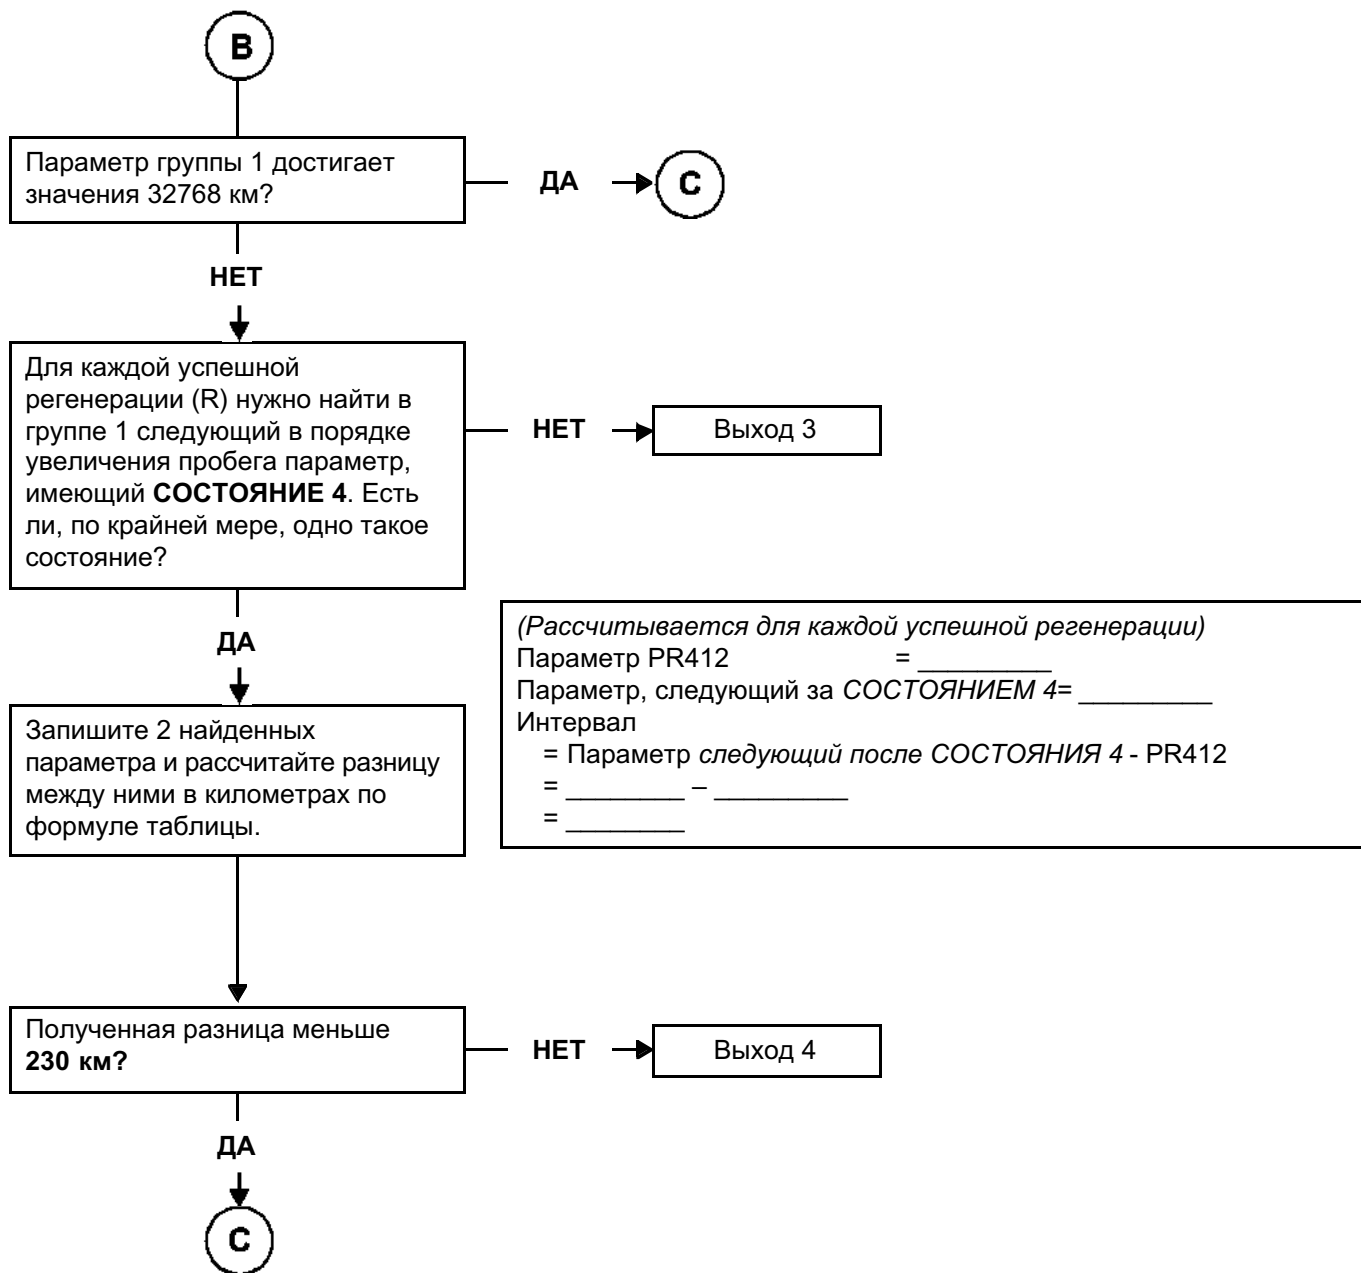 B
Параметр группы 1 достигает
значения 32768 км?
ДА
C
НЕТ
Для каждой успешной
регенерации (R) нужно найти в
группе 1 следующий в порядке
увеличения пробега параметр,
имеющий СОСТОЯНИЕ 4. Есть
ли, по крайней мере, одно такое
состояние?
НЕТ
Выход 3
ДА
(Рассчитывается для каждой успешной регенерации)
Параметр PR412 = _________
Параметр, следующий за СОСТОЯНИЕМ 4= _________
Интервал
= Параметр следующий после СОСТОЯНИЯ 4 - PR412
= ________ – _________
= ________
Запишите 2 найденных
параметра и рассчитайте разницу
между ними в километрах по
формуле таблицы.
Полученная разница меньше
230 км?
НЕТ
Выход 4
ДА
C